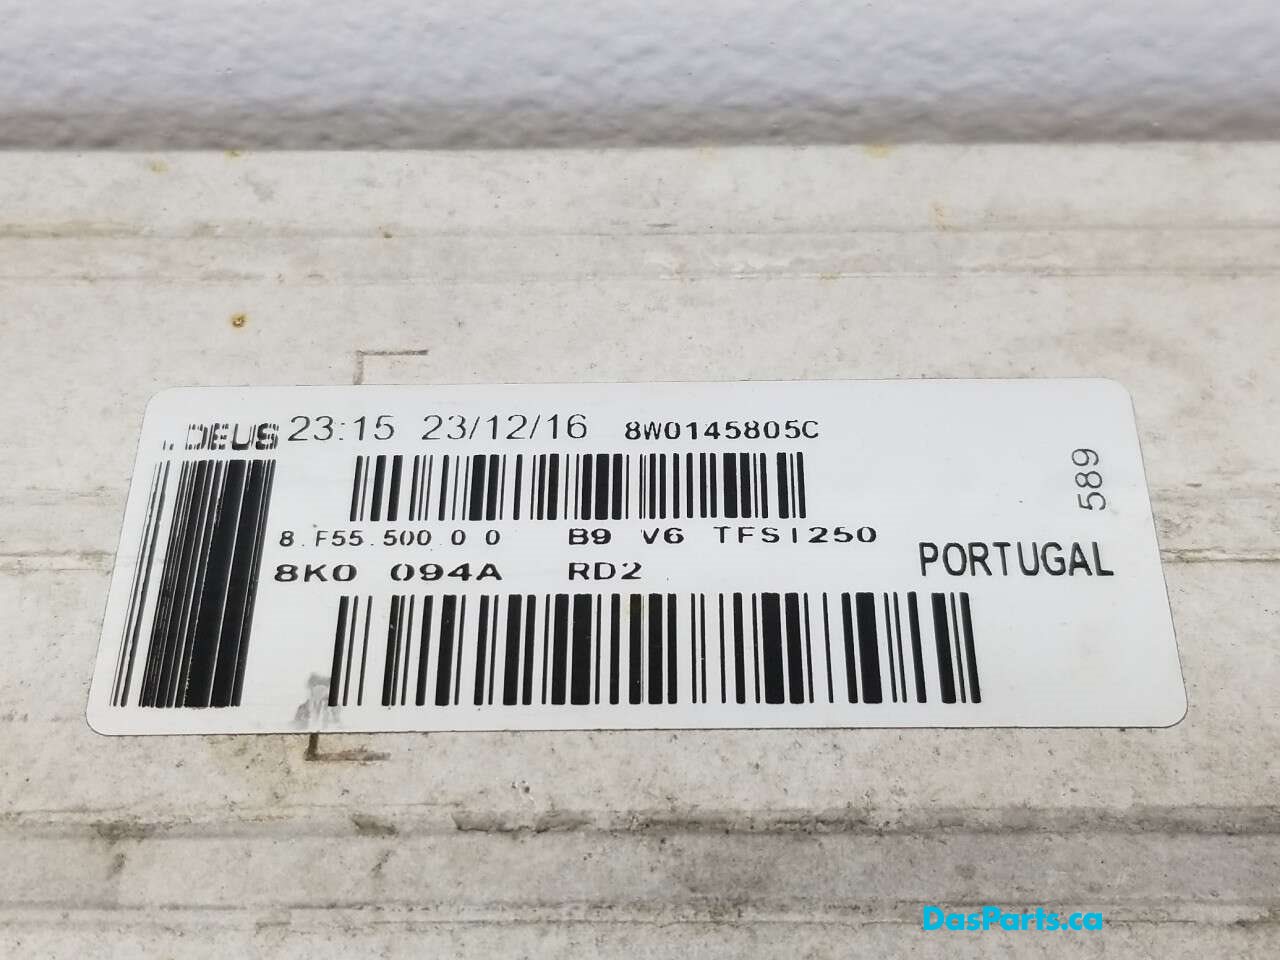 . DEUS 23:15 23/12/16 8W0145805C
589
8.F55.500.0 0 B9 V6 TFSI250
8K0 094A RD2
PORTUGAL
DasParts.ca